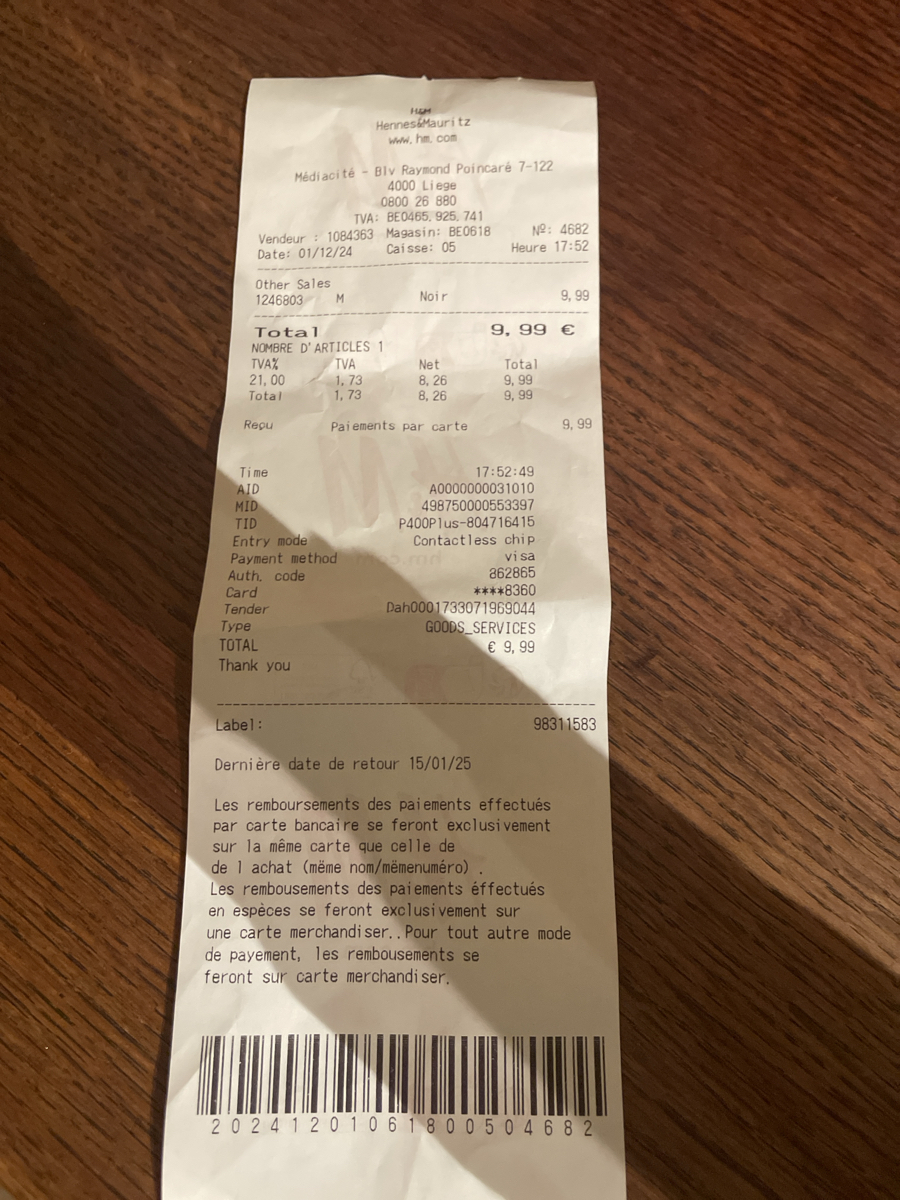 H&M
Hennes&Mauritz
www.hm.com
Médiacité - Blv Raymond Poincaré 7-122
4000 Liege
0800 26 880
TVA: BE0465.925.741
Vendeur : 1084363 Magasin: BE0618 Nº: 4682
Date: 01/12/24 Caisse: 05 Heure 17:52
Other Sales
1246803 M Noir 9,99
Total 9,99 €
NOMBRE D'ARTICLES 1
TVA% TVA Net Total
21,00 1,73 8,26 9,99
Total 1,73 8,26 9,99
Reçu Paiements par carte 9,99
Time 17:52:49
AID A0000000031010
MID 498750000553397
TID P400Plus-804716415
Entry mode Contactless chip
Payment method visa
Auth. code 862865
Card ****8360
Tender Dah0001733071969044
Type GOODS_SERVICES
TOTAL € 9,99
Thank you
Label: 98311583
Dernière date de retour 15/01/25
Les remboursements des paiements effectués
par carte bancaire se feront exclusivement
sur la même carte que celle de
de l achat (mëme nom/mëmenuméro) .
Les rembousements des paiements éffectués
en espèces se feront exclusivement sur
une carte merchandiser..Pour tout autre mode
de payement, les rembousements se
feront sur carte merchandiser.
20241201061800504682